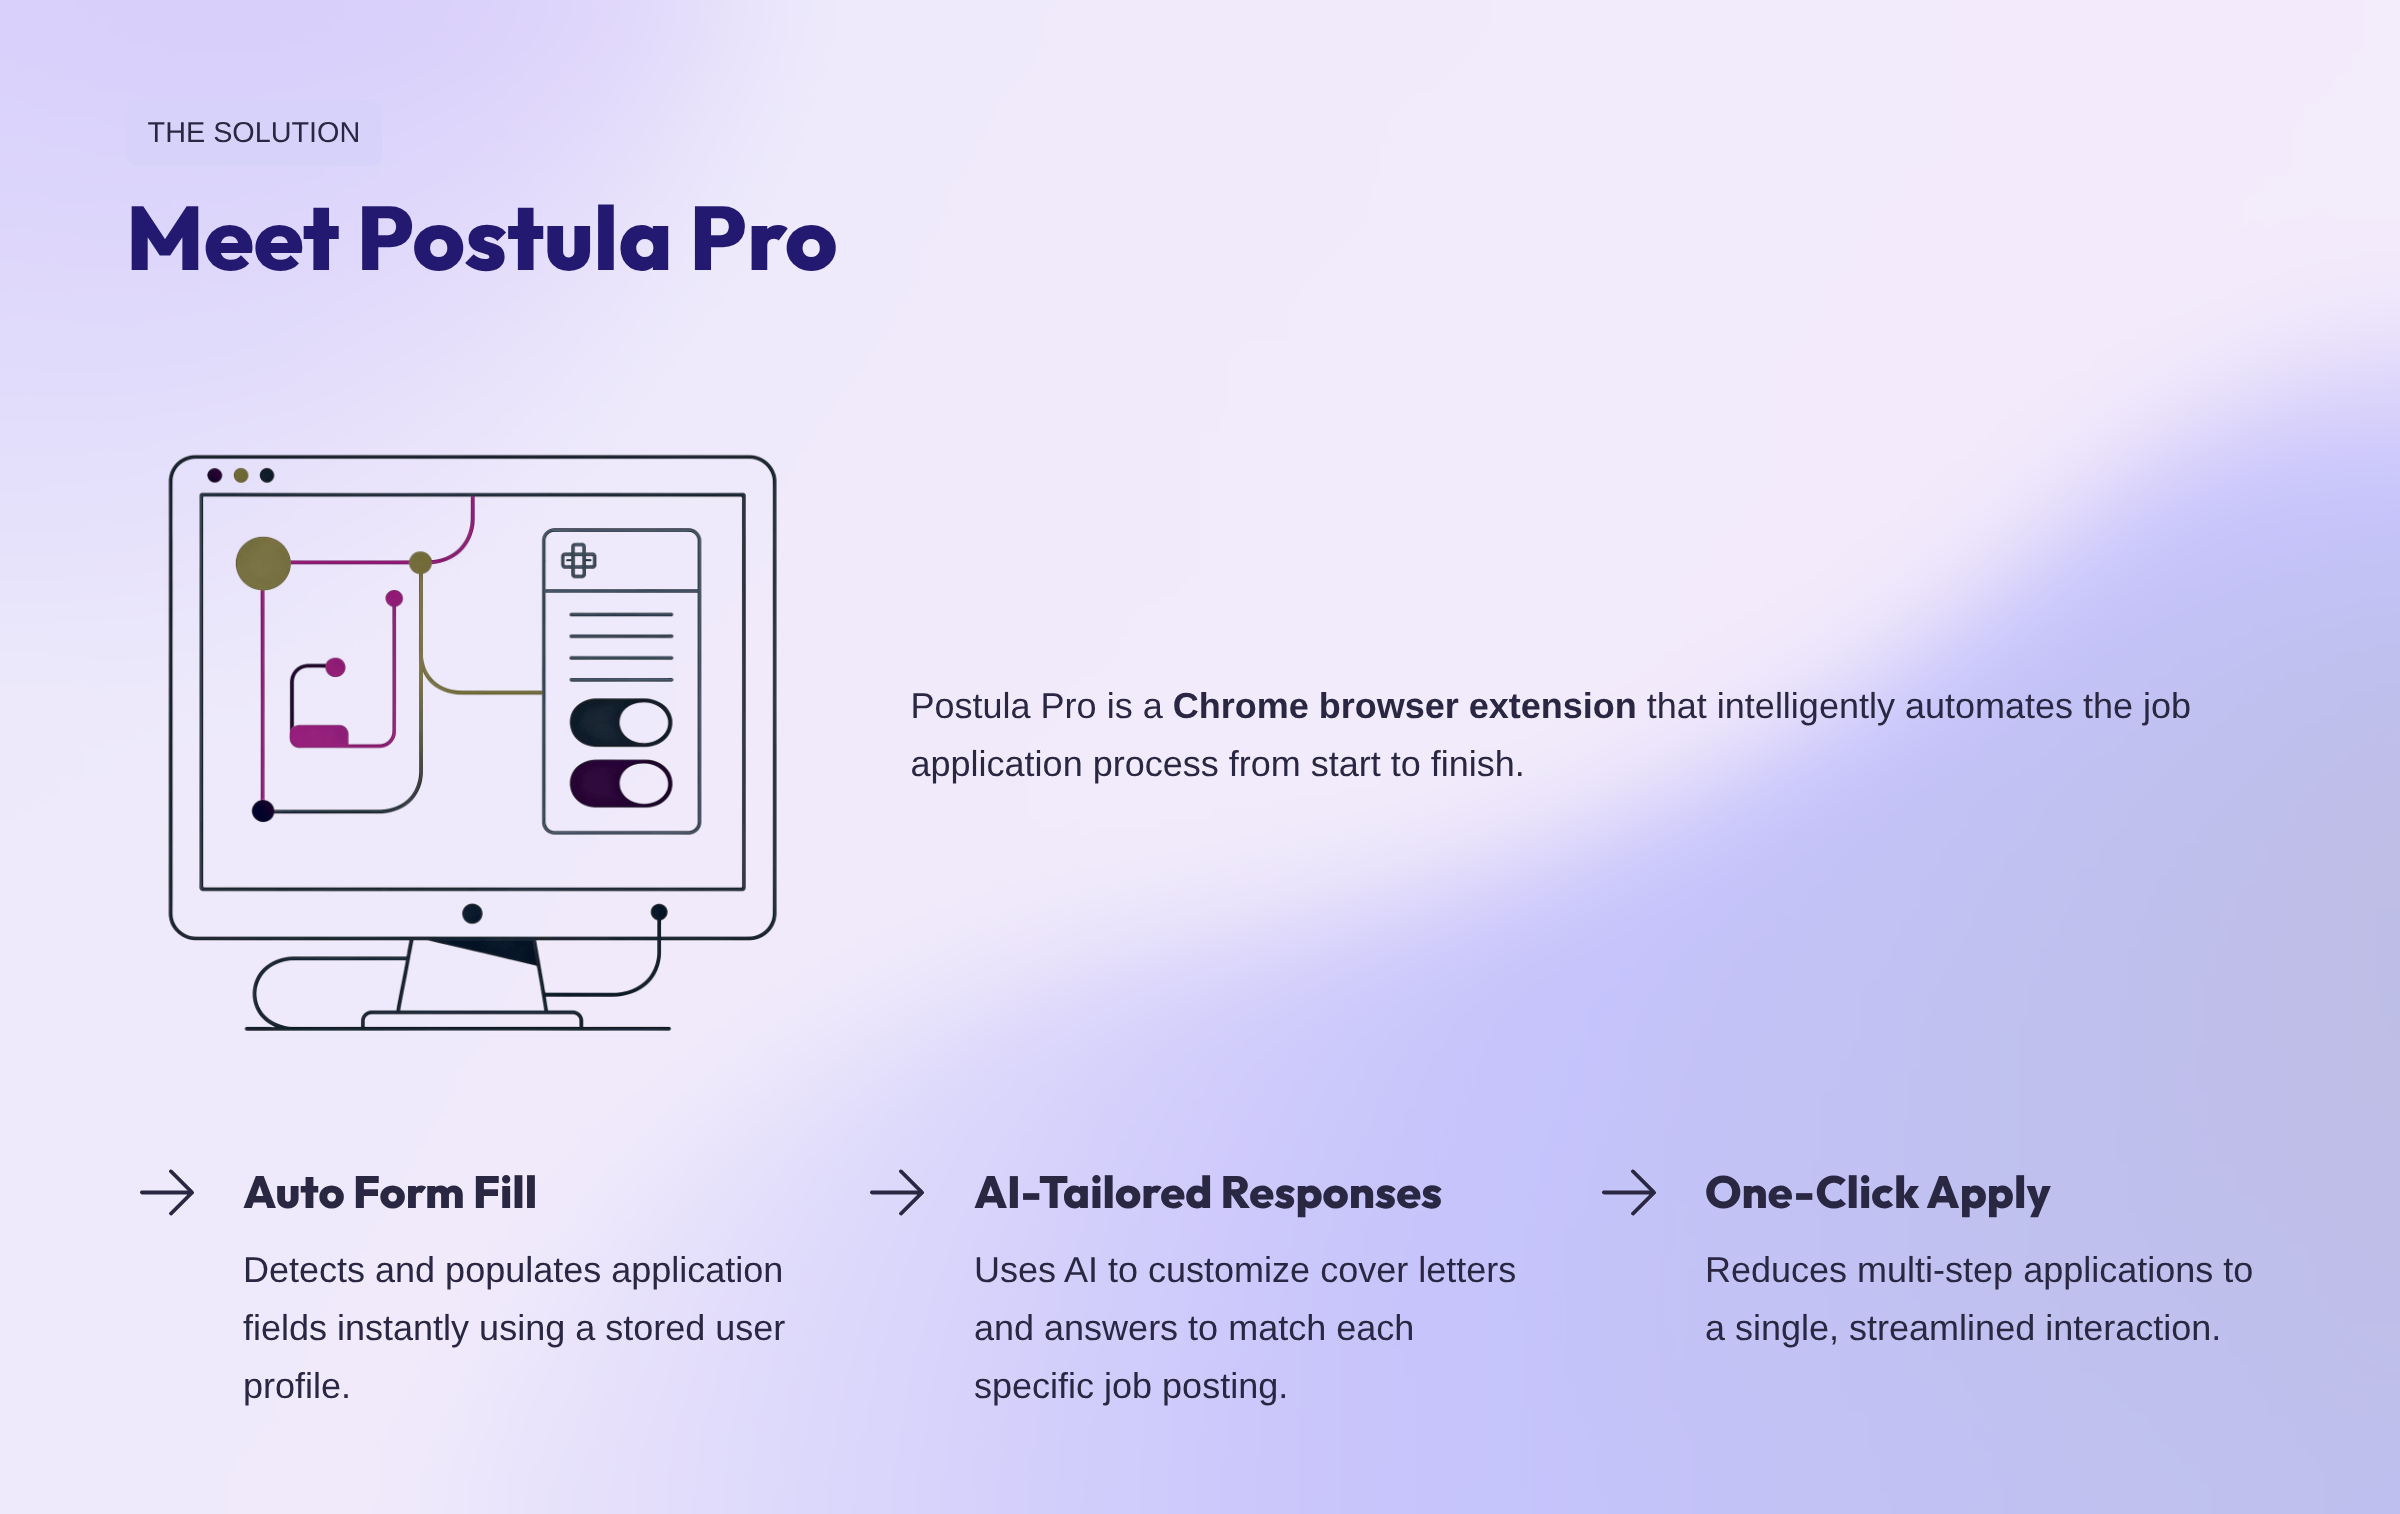 THE SOLUTION
Meet Postula Pro
Postula Pro is a Chrome browser extension that intelligently automates the job
application process from start to finish.
Auto Form Fill
Detects and populates application
fields instantly using a stored user
profile.
AI-Tailored Responses
Uses AI to customize cover letters
and answers to match each
specific job posting.
One-Click Apply
Reduces multi-step applications to
a single, streamlined interaction.